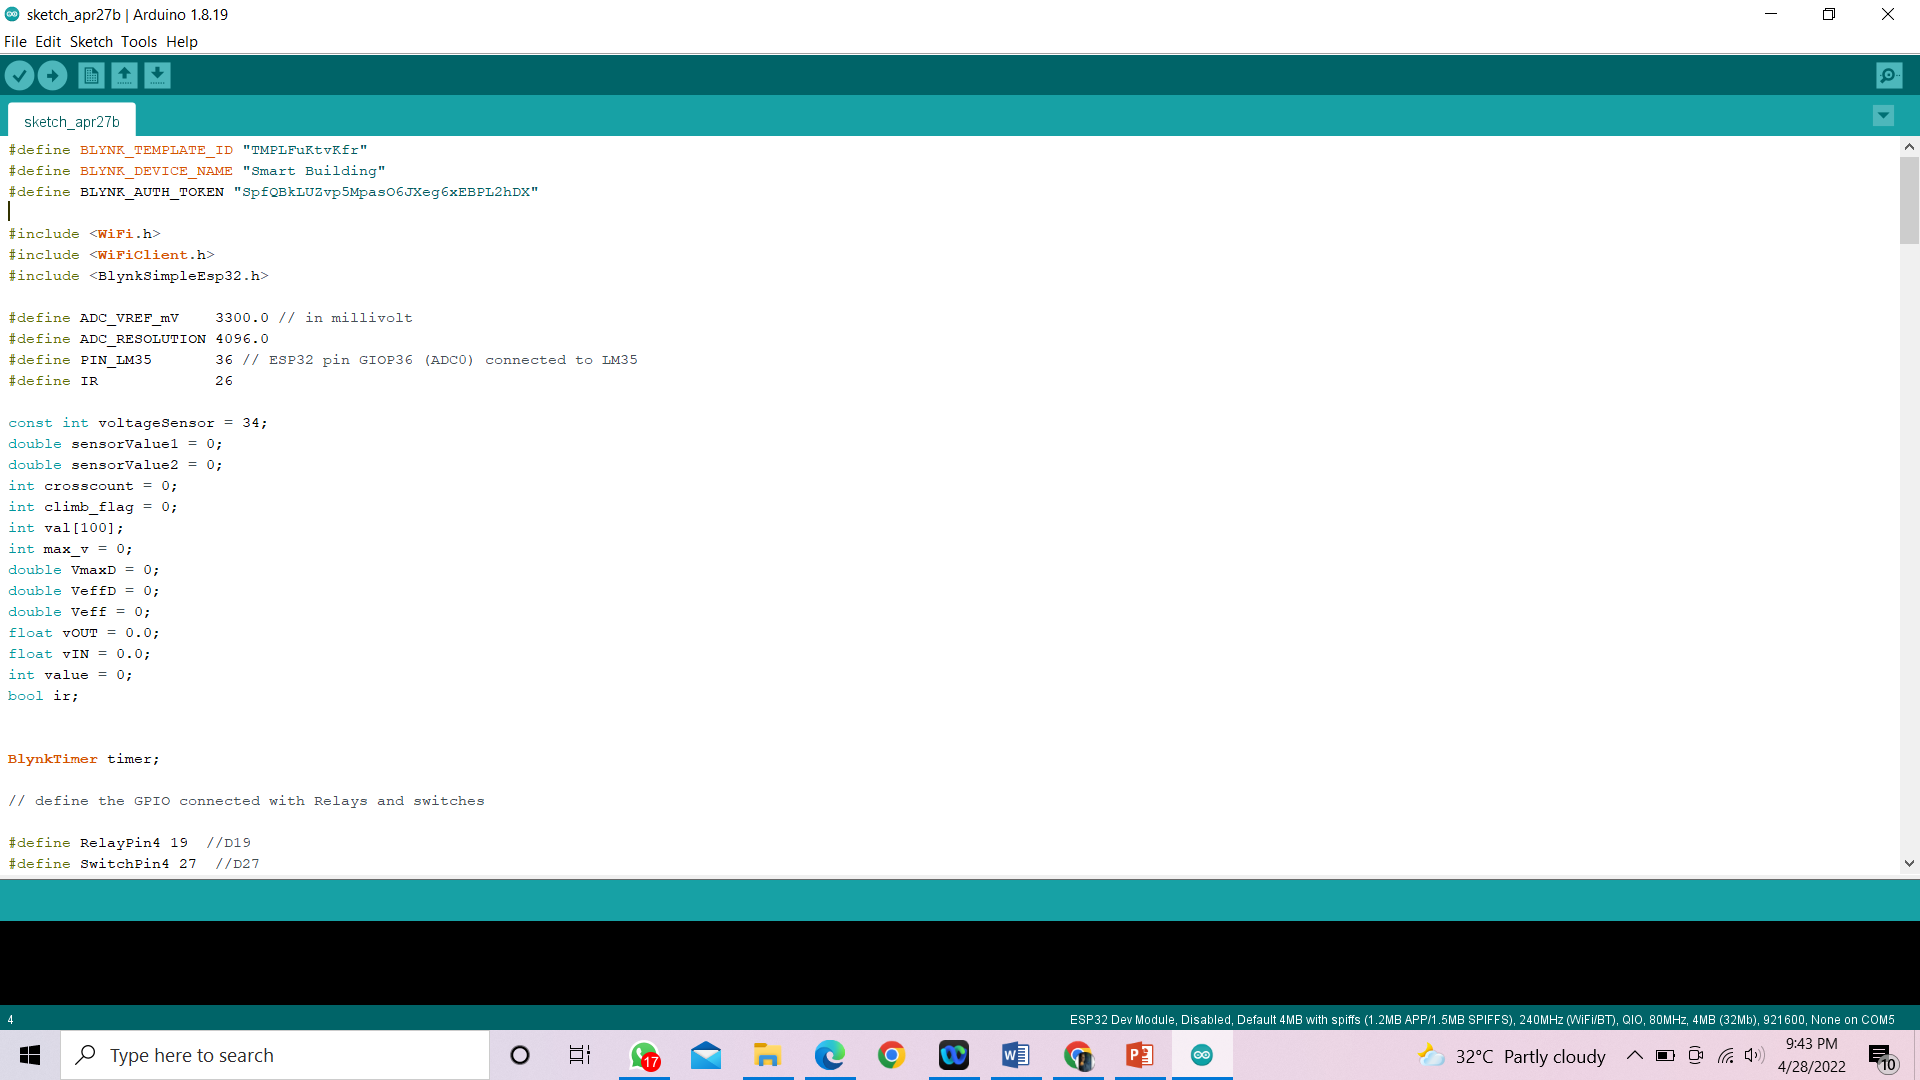 sketch_apr27b | Arduino 1.8.19
File Edit Sketch Tools Help
sketch_apr27b
#define BLYNK_TEMPLATE_ID "TMPLFuKtvKfr"
#define BLYNK_DEVICE_NAME "Smart Building"
#define BLYNK_AUTH_TOKEN "SpfQBkLUZvp5MpasO6JXeg6xEBPL2hDX"
#include <WiFi.h>
#include <WiFiClient.h>
#include <BlynkSimpleEsp32.h>
#define ADC_VREF_mV    3300.0 // in millivolt
#define ADC_RESOLUTION 4096.0
#define PIN_LM35       36 // ESP32 pin GIOP36 (ADC0) connected to LM35
#define IR             26
const int voltageSensor = 34;
double sensorValue1 = 0;
double sensorValue2 = 0;
int crosscount = 0;
int climb_flag = 0;
int val[100];
int max_v = 0;
double VmaxD = 0;
double VeffD = 0;
double Veff = 0;
float vOUT = 0.0;
float vIN = 0.0;
int value = 0;
bool ir;
BlynkTimer timer;
// define the GPIO connected with Relays and switches
#define RelayPin4 19  //D19
#define SwitchPin4 27  //D27
4
ESP32 Dev Module, Disabled, Default 4MB with spiffs (1.2MB APP/1.5MB SPIFFS), 240MHz (WiFi/BT), QIO, 80MHz, 4MB (32Mb), 921600, None on COM5
Type here to search
17
32°C Partly cloudy
9:43 PM
4/28/2022
10